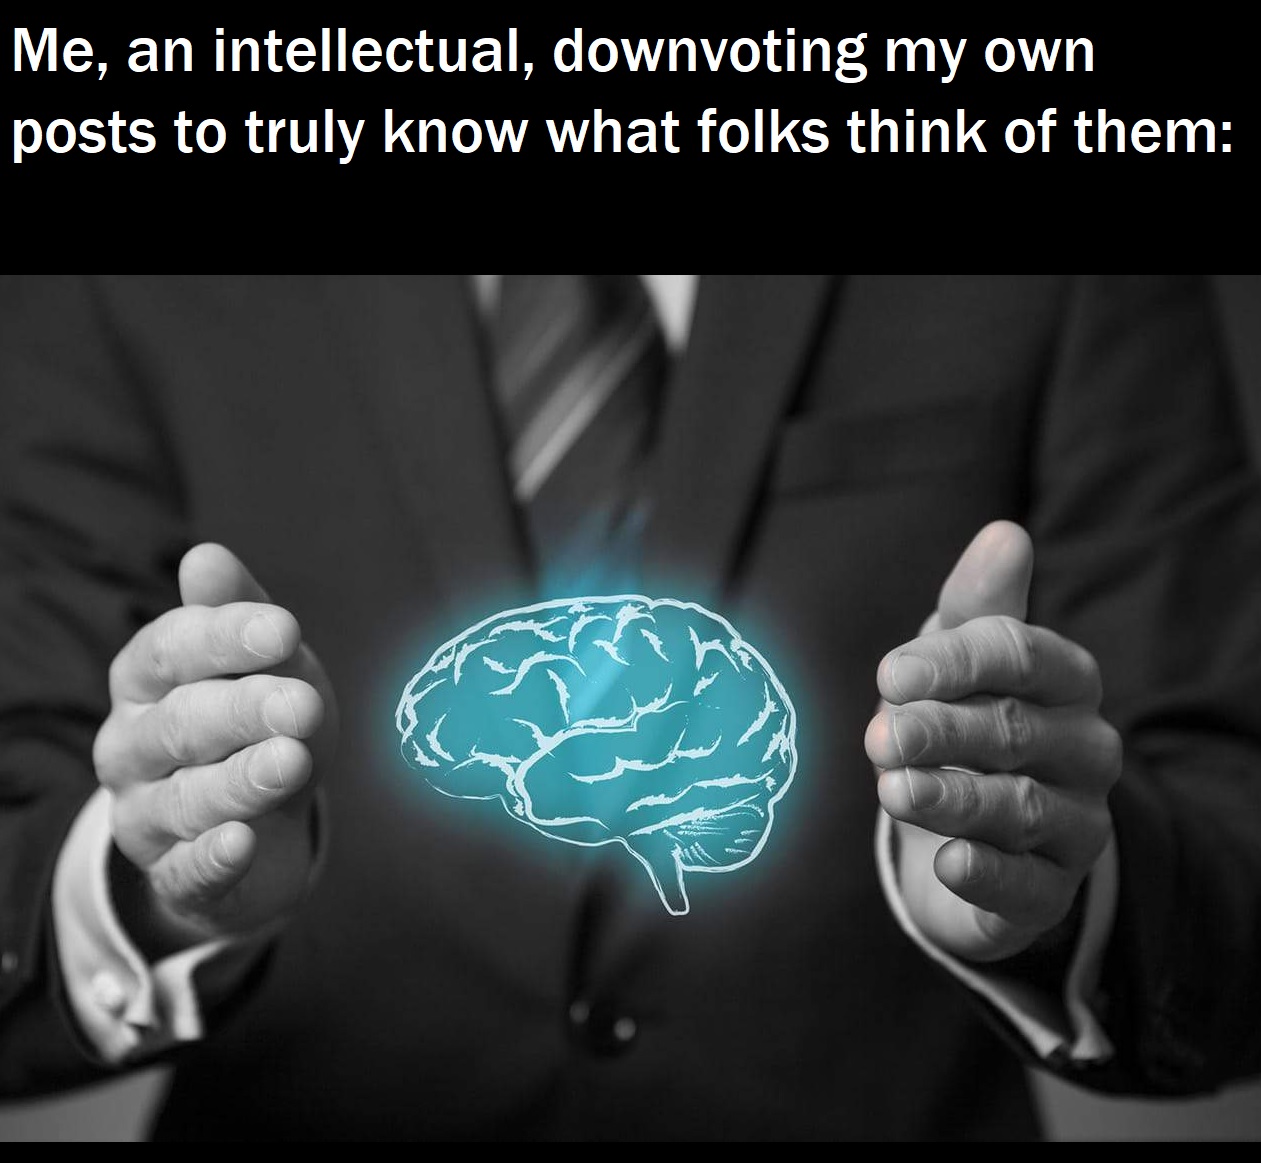 Me, an intellectual, downvoting my own
posts to truly know what folks think of them: